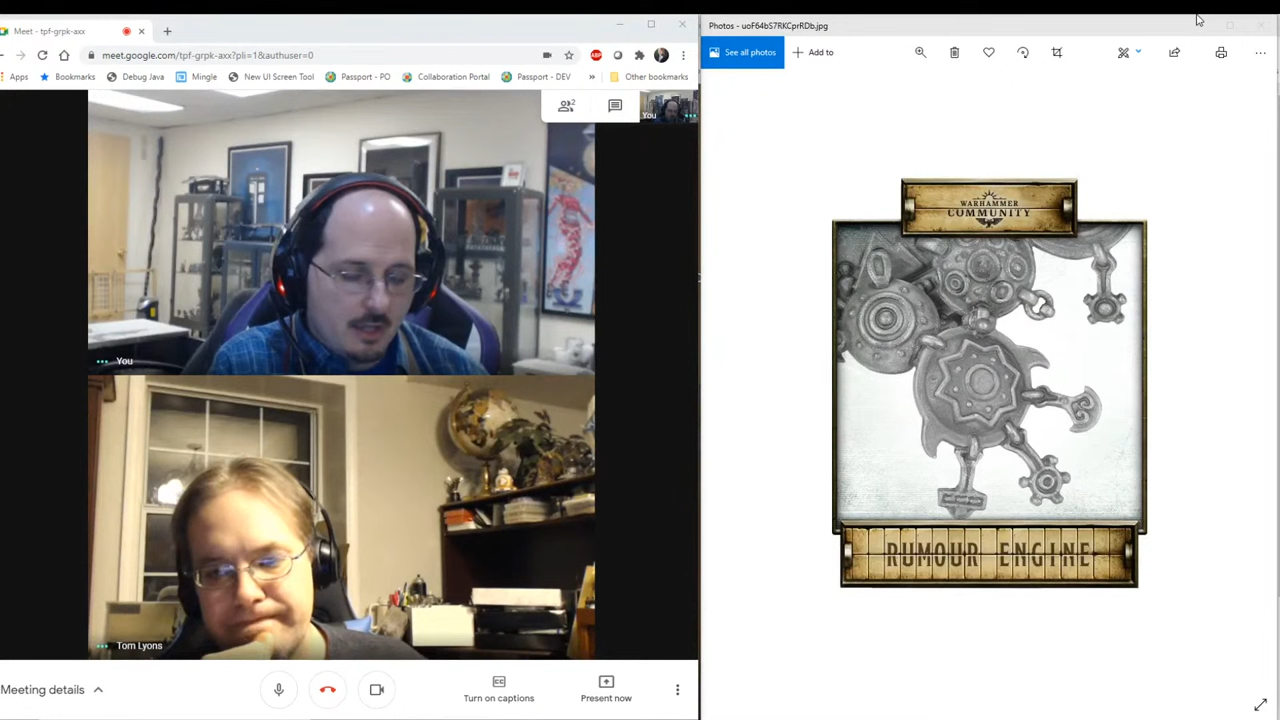 Meet - tpf-grpk-axx
meet.google.com/tpf-grpk-axx?pli=1&authuser=0
Apps Bookmarks Debug Java Mingle New UI Screen Tool Passport - PO Collaboration Portal Passport - DEV » Other bookmarks
2
You
You
Tom Lyons
Meeting details
Turn on captions
Present now
Photos - uoF64bS7RKCprRDb.jpg
See all photos
Add to
WARHAMMER
COMMUNITY
RUMOUR ENGINE